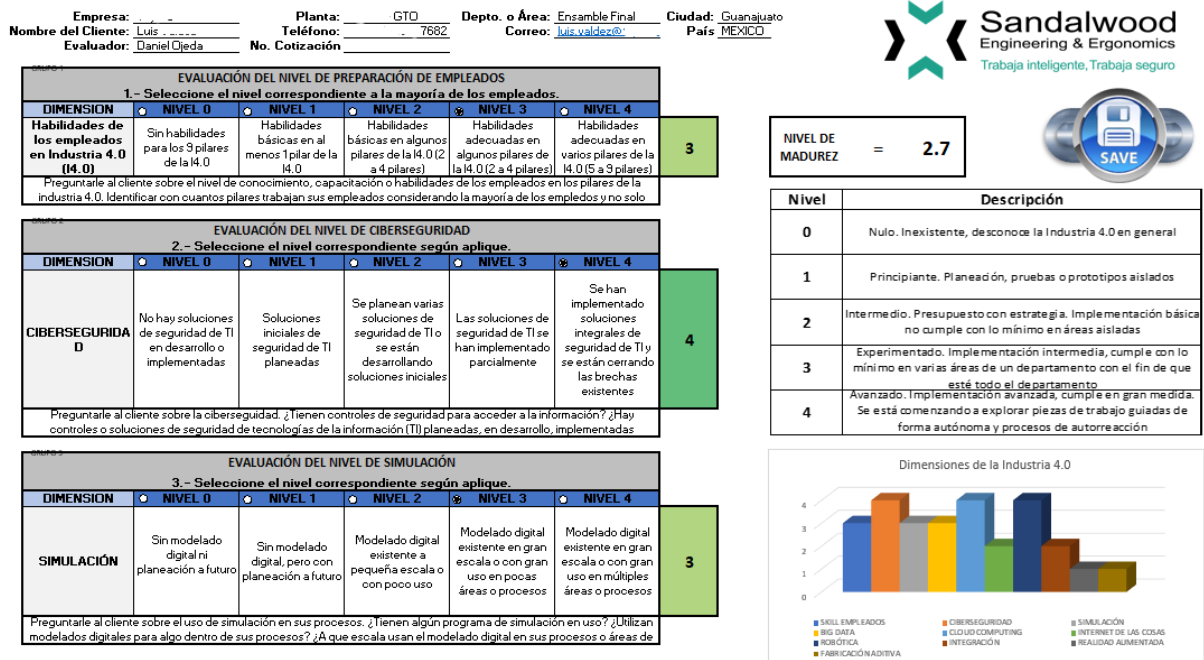 Empresa:
Planta: GTO
Depto. o Área: Ensamble Final
Ciudad: Guanajuato
Nombre del Cliente: Luis
Teléfono: 7682
Correo: luis.valdez@
País MEXICO
Evaluador: Daniel Ojeda
No. Cotización
Sandalwood
Engineering & Ergonomics
Trabaja inteligente, Trabaja seguro
GRUPO 1
EVALUACIÓN DEL NIVEL DE PREPARACIÓN DE EMPLEADOS
1.- Seleccione el nivel correspondiente a la mayoría de los empleados.
DIMENSION NIVEL 0 NIVEL 1 NIVEL 2 NIVEL 3 NIVEL 4
Habilidades de
los empleados
en Industria 4.0
(I4.0)
Sin habilidades
para los 9 pilares
de la I4.0
Habilidades
básicas en al
menos 1 pilar de la
I4.0
Habilidades
básicas en algunos
pilares de la I4.0 (2
a 4 pilares)
Habilidades
adecuadas en
algunos pilares de
la I4.0 (2 a 4 pilares)
Habilidades
adecuadas en
varios pilares de la
I4.0 (5 a 9 pilares)
3
Preguntarle al cliente sobre el nivel de conocimiento, capacitación o habilidades de los empleados en los pilares de la
industria 4.0. Identificar con cuantos pilares trabajan sus empleados considerando la mayoría de los empledos y no solo
GRUPO 2
EVALUACIÓN DEL NIVEL DE CIBERSEGURIDAD
2.- Seleccione el nivel correspondiente según aplique.
DIMENSION NIVEL 0 NIVEL 1 NIVEL 2 NIVEL 3 NIVEL 4
CIBERSEGURIDA
D
No hay soluciones
de seguridad de TI
en desarrollo o
implementadas
Soluciones
iniciales de
seguridad de TI
planeadas
Se planean varias
soluciones de
seguridad de TI o
se están
desarrollando
soluciones iniciales
Las soluciones de
seguridad de TI se
han implementado
parcialmente
Se han
implementado
soluciones
integrales de
seguridad de TI y
se están cerrando
las brechas
existentes
4
Preguntarle al cliente sobre la ciberseguidad. ¿Tienen controles de seguridad para acceder a la información? ¿Hay
controles o soluciones de seguridad de tecnologías de la información (TI) planeadas, en desarrollo, implementadas
GRUPO 3
EVALUACIÓN DEL NIVEL DE SIMULACIÓN
3.- Seleccione el nivel correspondiente según aplique.
DIMENSION NIVEL 0 NIVEL 1 NIVEL 2 NIVEL 3 NIVEL 4
SIMULACIÓN
Sin modelado
digital ni
planeación a futuro
Sin modelado
digital, pero con
planeación a futuro
Modelado digital
existente a
pequeña escala o
con poco uso
Modelado digital
existente en gran
escala o con gran
uso en pocas
áreas o procesos
Modelado digital
existente en gran
escala o con gran
uso en múltiples
áreas o procesos
3
Preguntarle al cliente sobre el uso de simulación en sus procesos. ¿Tienen algún programa de simulación en uso? ¿Utilizan
modelados digitales para algo dentro de sus procesos? ¿A que escala usan el modelado digital en sus procesos o áreas de
NIVEL DE
MADUREZ = 2.7
SAVE
Nivel Descripción
0 Nulo. Inexistente, desconoce la Industria 4.0 en general
1 Principiante. Planeación, pruebas o prototipos aislados
2 Intermedio. Presupuesto con estrategia. Implementación básica
no cumple con lo mínimo en áreas aisladas
3 Experimentado. Implementación intermedia, cumple con lo
mínimo en varias áreas de un departamento con el fin de que
esté todo el departamento
4 Avanzado. Implementación avanzada, cumple en gran medida.
Se está comenzando a explorar piezas de trabajo guiadas de
forma autónoma y procesos de autorreacción
Dimensiones de la Industria 4.0
4
3
2
1
0
SKILL EMPLEADOS CIBERSEGURIDAD SIMULACIÓN
BIG DATA CLOUD COMPUTING INTERNET DE LAS COSAS
ROBÓTICA INTEGRACIÓN REALIDAD AUMENTADA
FABRICACIÓN ADITIVA